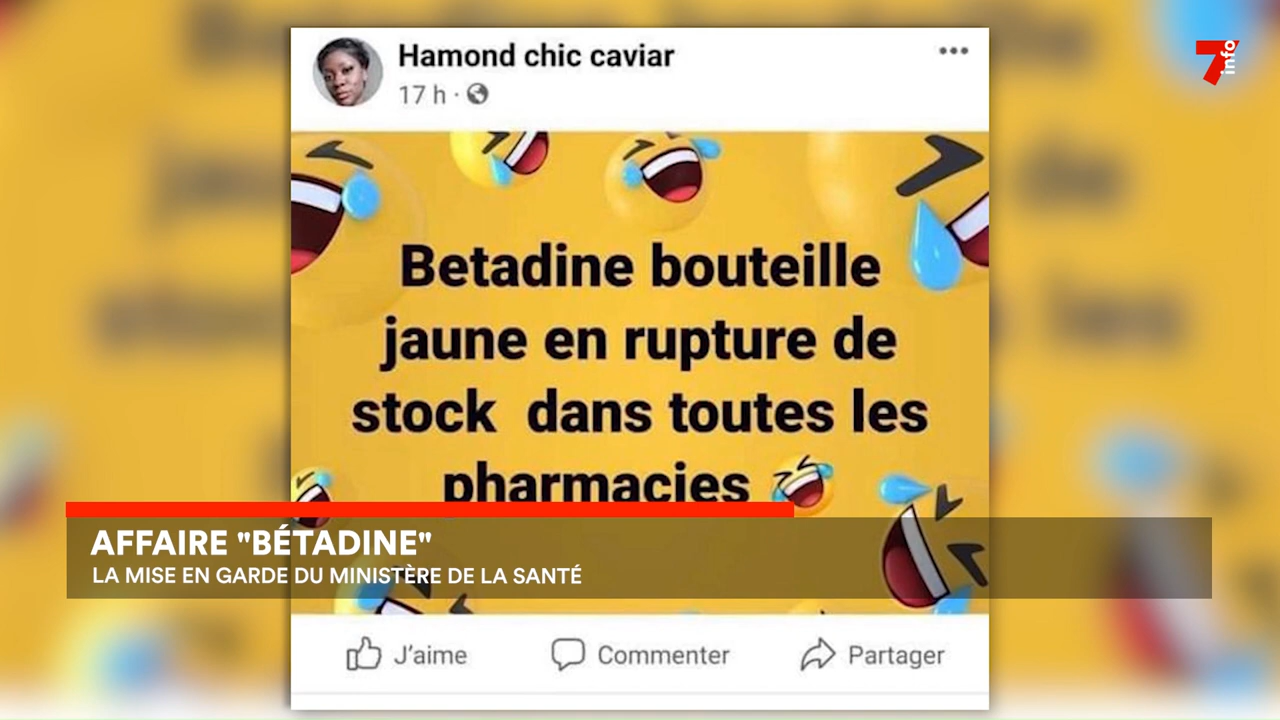 Hamond chic caviar
17 h ·
7info
Betadine bouteille
jaune en rupture de
stock dans toutes les
pharmacies
AFFAIRE "BÉTADINE"
LA MISE EN GARDE DU MINISTÈRE DE LA SANTÉ
J'aime Commenter Partager